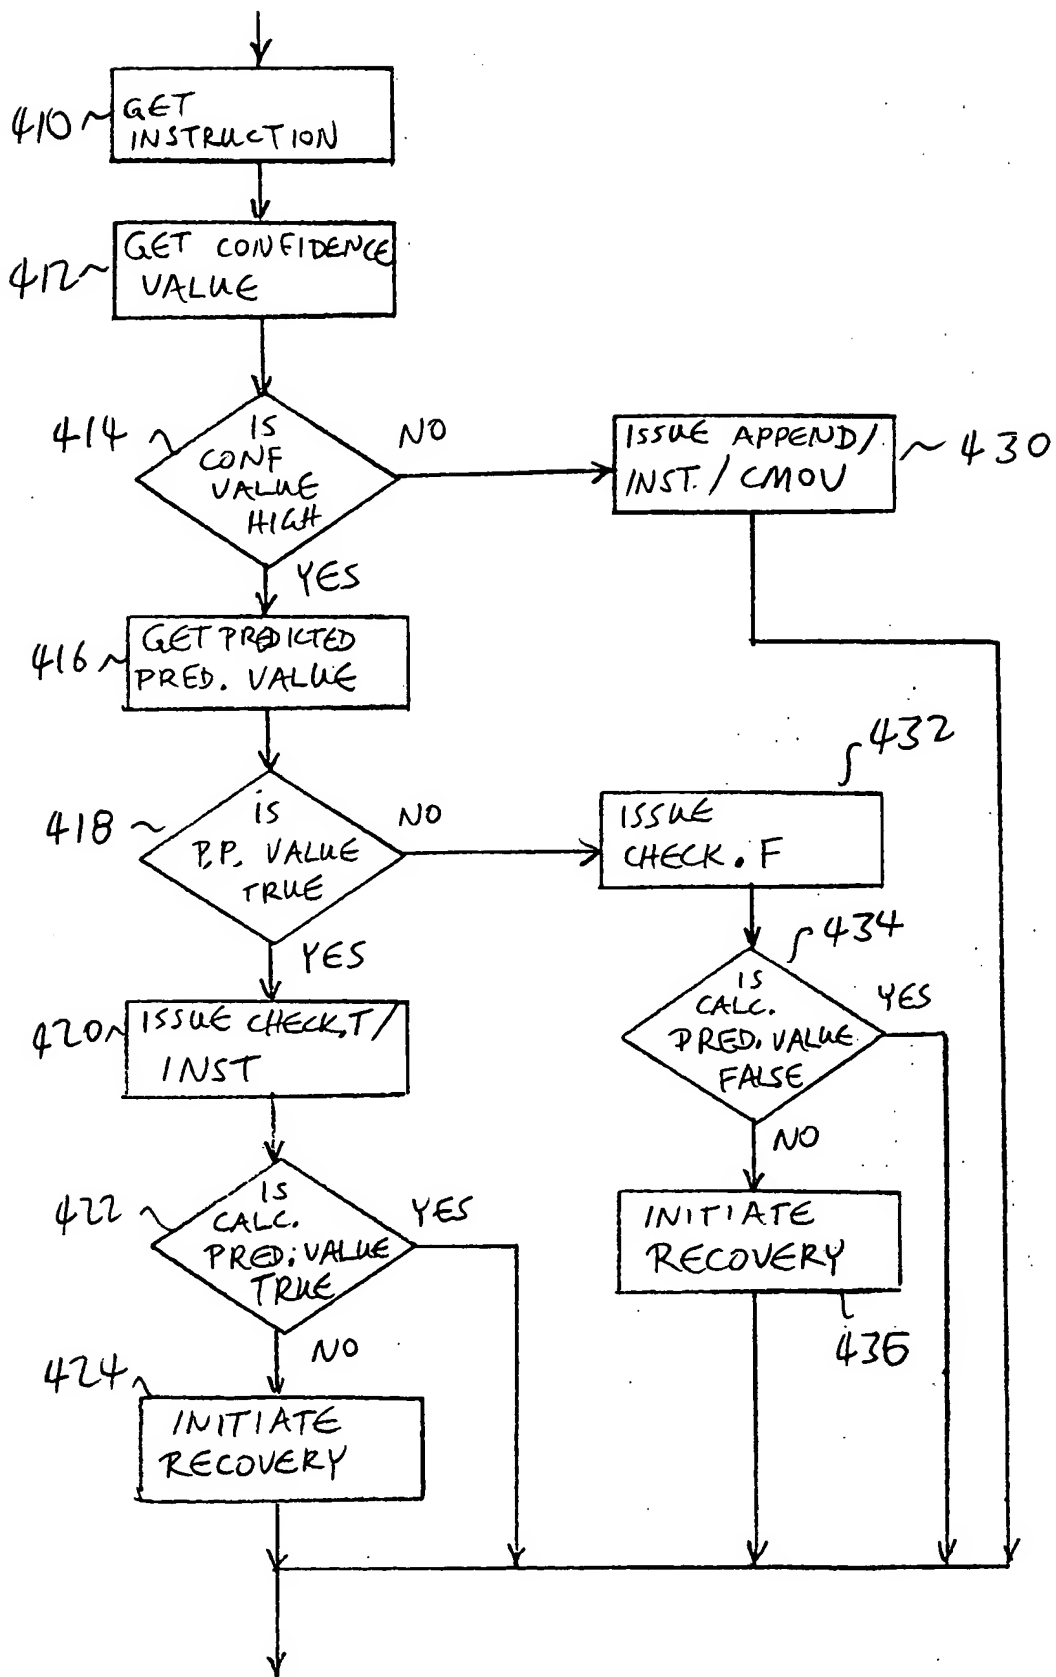 410
GET
INSTRUCTION
412
GET CONFIDENCE
VALUE
414
IS
CONF
VALUE
HIGH
NO
ISSUE APPEND/
INST./CMOV
430
YES
416
GET PREDICTED
PRED. VALUE
418
is
P.P. VALUE
TRUE
NO
432
ISSUE
CHECK.F
YES
434
IS
CALC.
PRED. VALUE
FALSE
YES
NO
420
ISSUE CHECK.T/
INST
422
IS
CALC.
PRED. VALUE
TRUE
YES
NO
INITIATE
RECOVERY
436
424
INITIATE
RECOVERY